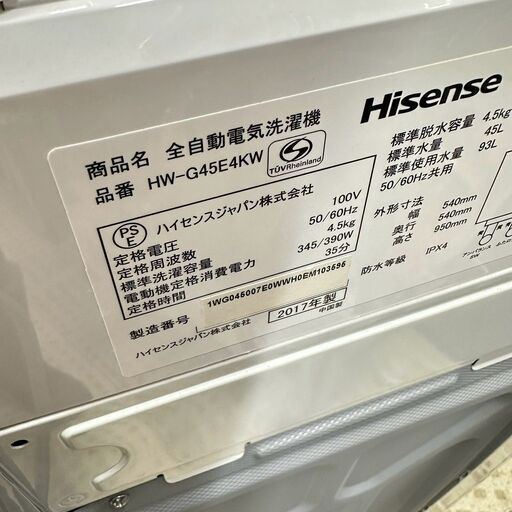 Hisense
商品名 全自動電気洗濯機
品番 HW-G45E4KW
TÜVRheinland
PS
E
ハイセンスジャパン株式会社
定格電圧 100V
定格周波数 50/60Hz
標準洗濯容量 4.5kg
電動機定格消費電力 345/390W
定格時間 35分
製造番号 1WG045007E0WWH0EM103595
2017年製
ハイセンスジャパン株式会社 中国製
標準脱水容量 4.5kg
標準水量 45L
標準使用水量 93L
50/60Hz共用
外形寸法
幅 540mm
奥行 540mm
高さ 950mm
防水等級 IPX4